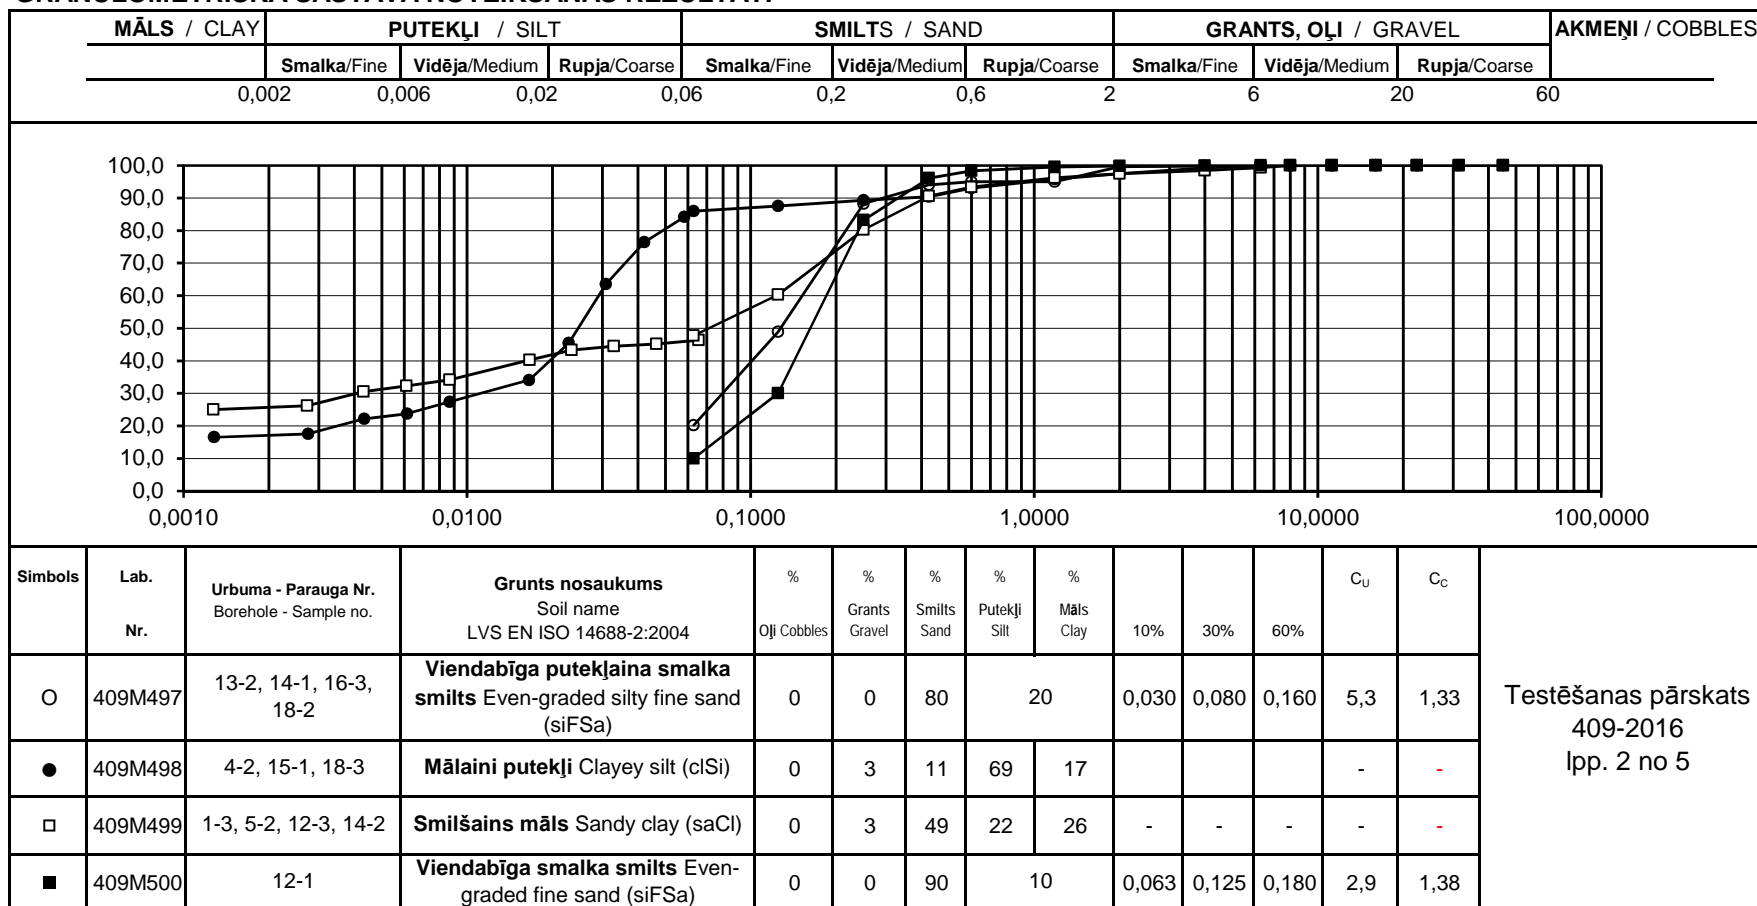 MĀLS / CLAY PUTEKĻI / SILT SMILTS / SAND GRANTS, OĻI / GRAVEL AKMEŅI / COBBLES
Smalka/Fine Vidēja/Medium Rupja/Coarse Smalka/Fine Vidēja/Medium Rupja/Coarse Smalka/Fine Vidēja/Medium Rupja/Coarse
0,002 0,006 0,02 0,06 0,2 0,6 2 6 20 60
100,0
90,0
80,0
70,0
60,0
50,0
40,0
30,0
20,0
10,0
0,0
0,0010 0,0100 0,1000 1,0000 10,0000 100,0000
Simbols Lab. Nr. Urbuma - Parauga Nr. Borehole - Sample no. Grunts nosaukums Soil name LVS EN ISO 14688-2:2004 % Oļi Cobbles % Grants Gravel % Smilts Sand % Putekļi Silt % Māls Clay 10% 30% 60% CU CC
409M497 13-2, 14-1, 16-3, 18-2 Viendabīga putekļaina smalka smilts Even-graded silty fine sand (siFSa) 0 0 80 20 0,030 0,080 0,160 5,3 1,33
409M498 4-2, 15-1, 18-3 Mālaini putekļi Clayey silt (clSi) 0 3 11 69 17 - -
409M499 1-3, 5-2, 12-3, 14-2 Smilšains māls Sandy clay (saCl) 0 3 49 22 26 - - - - -
409M500 12-1 Viendabīga smalka smilts Even-graded fine sand (siFSa) 0 0 90 10 0,063 0,125 0,180 2,9 1,38
Testēšanas pārskats
409-2016
lpp. 2 no 5